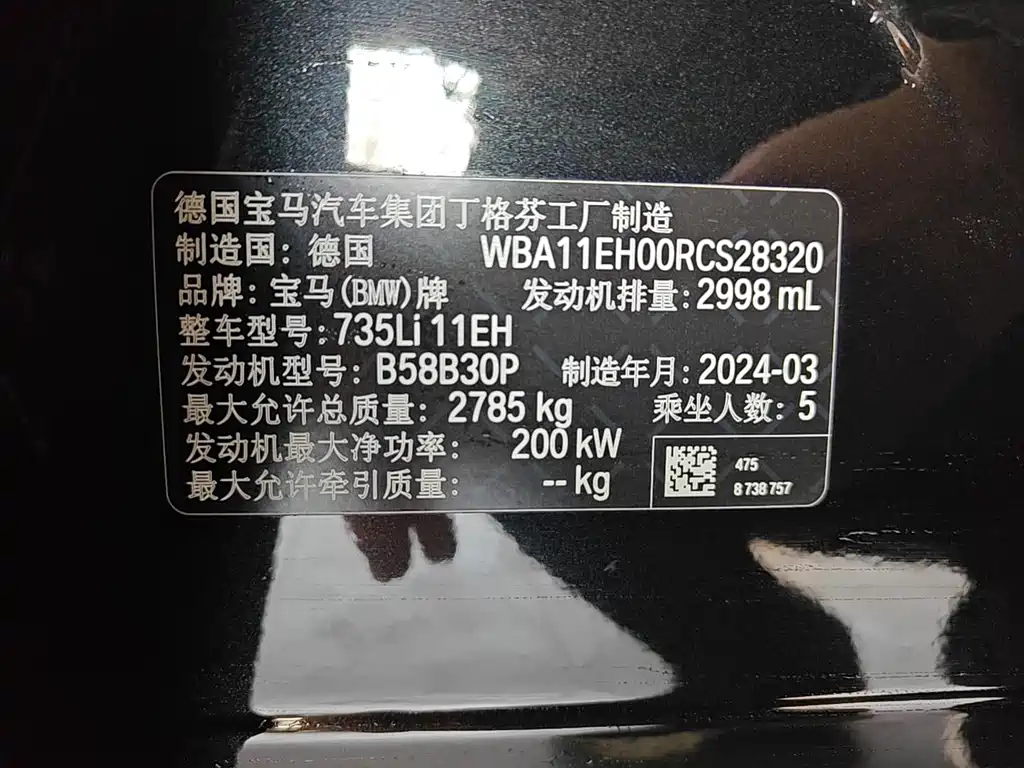 德国宝马汽车集团丁格芬工厂制造
制造国：德国 WBA11EH00RCS28320
品牌：宝马(BMW)牌 发动机排量：2998 mL
整车型号：735Li 11EH
发动机型号：B58B30P 制造年月：2024-03
最大允许总质量：2785 kg 乘坐人数：5
发动机最大净功率：200 kW
最大允许牵引质量：-- kg
475
8 738 757